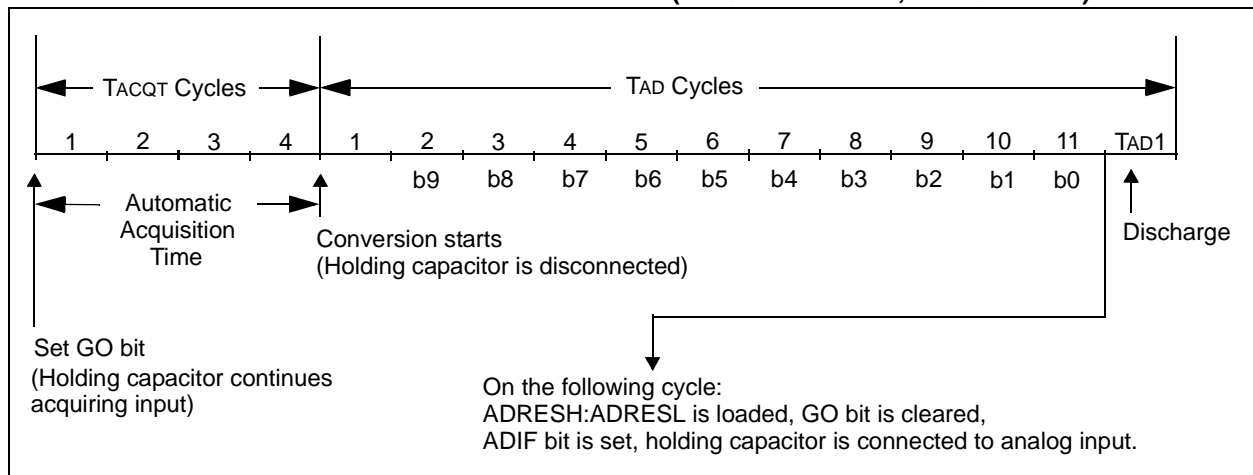 TACQT Cycles TAD Cycles
1 2 3 4 1 2 3 4 5 6 7 8 9 10 11 TAD1
b9 b8 b7 b6 b5 b4 b3 b2 b1 b0
Automatic
Acquisition
Time
Conversion starts
(Holding capacitor is disconnected)
Discharge
Set GO bit
(Holding capacitor continues
acquiring input)
On the following cycle:
ADRESH:ADRESL is loaded, GO bit is cleared,
ADIF bit is set, holding capacitor is connected to analog input.